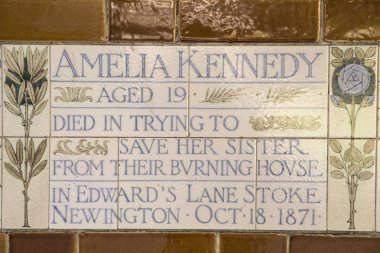 AMELIA KENNEDY
AGED 19
DIED IN TRYING TO
SAVE HER SISTER
FROM THEIR BVRNING HOVSE
IN EDWARD'S LANE STOKE
NEWINGTON · OCT. 18. 1871.